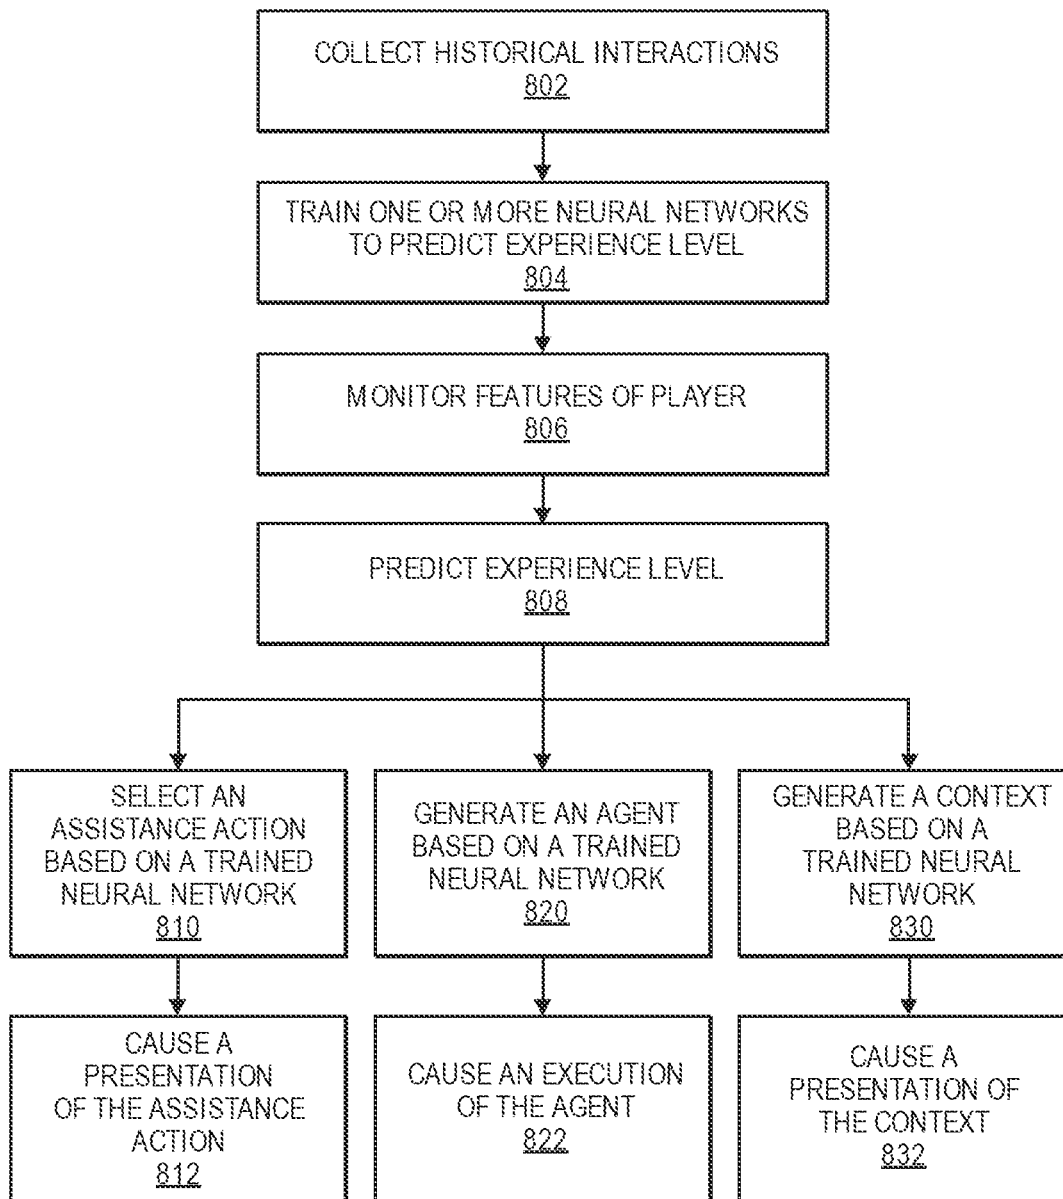 COLLECT HISTORICAL INTERACTIONS
802
TRAIN ONE OR MORE NEURAL NETWORKS
TO PREDICT EXPERIENCE LEVEL
804
MONITOR FEATURES OF PLAYER
806
PREDICT EXPERIENCE LEVEL
808
SELECT AN
ASSISTANCE ACTION
BASED ON A TRAINED
NEURAL NETWORK
810
GENERATE AN AGENT
BASED ON A TRAINED
NEURAL NETWORK
820
GENERATE A CONTEXT
BASED ON A
TRAINED NEURAL
NETWORK
830
CAUSE A
PRESENTATION
OF THE ASSISTANCE
ACTION
812
CAUSE AN EXECUTION
OF THE AGENT
822
CAUSE A
PRESENTATION OF
THE CONTEXT
832